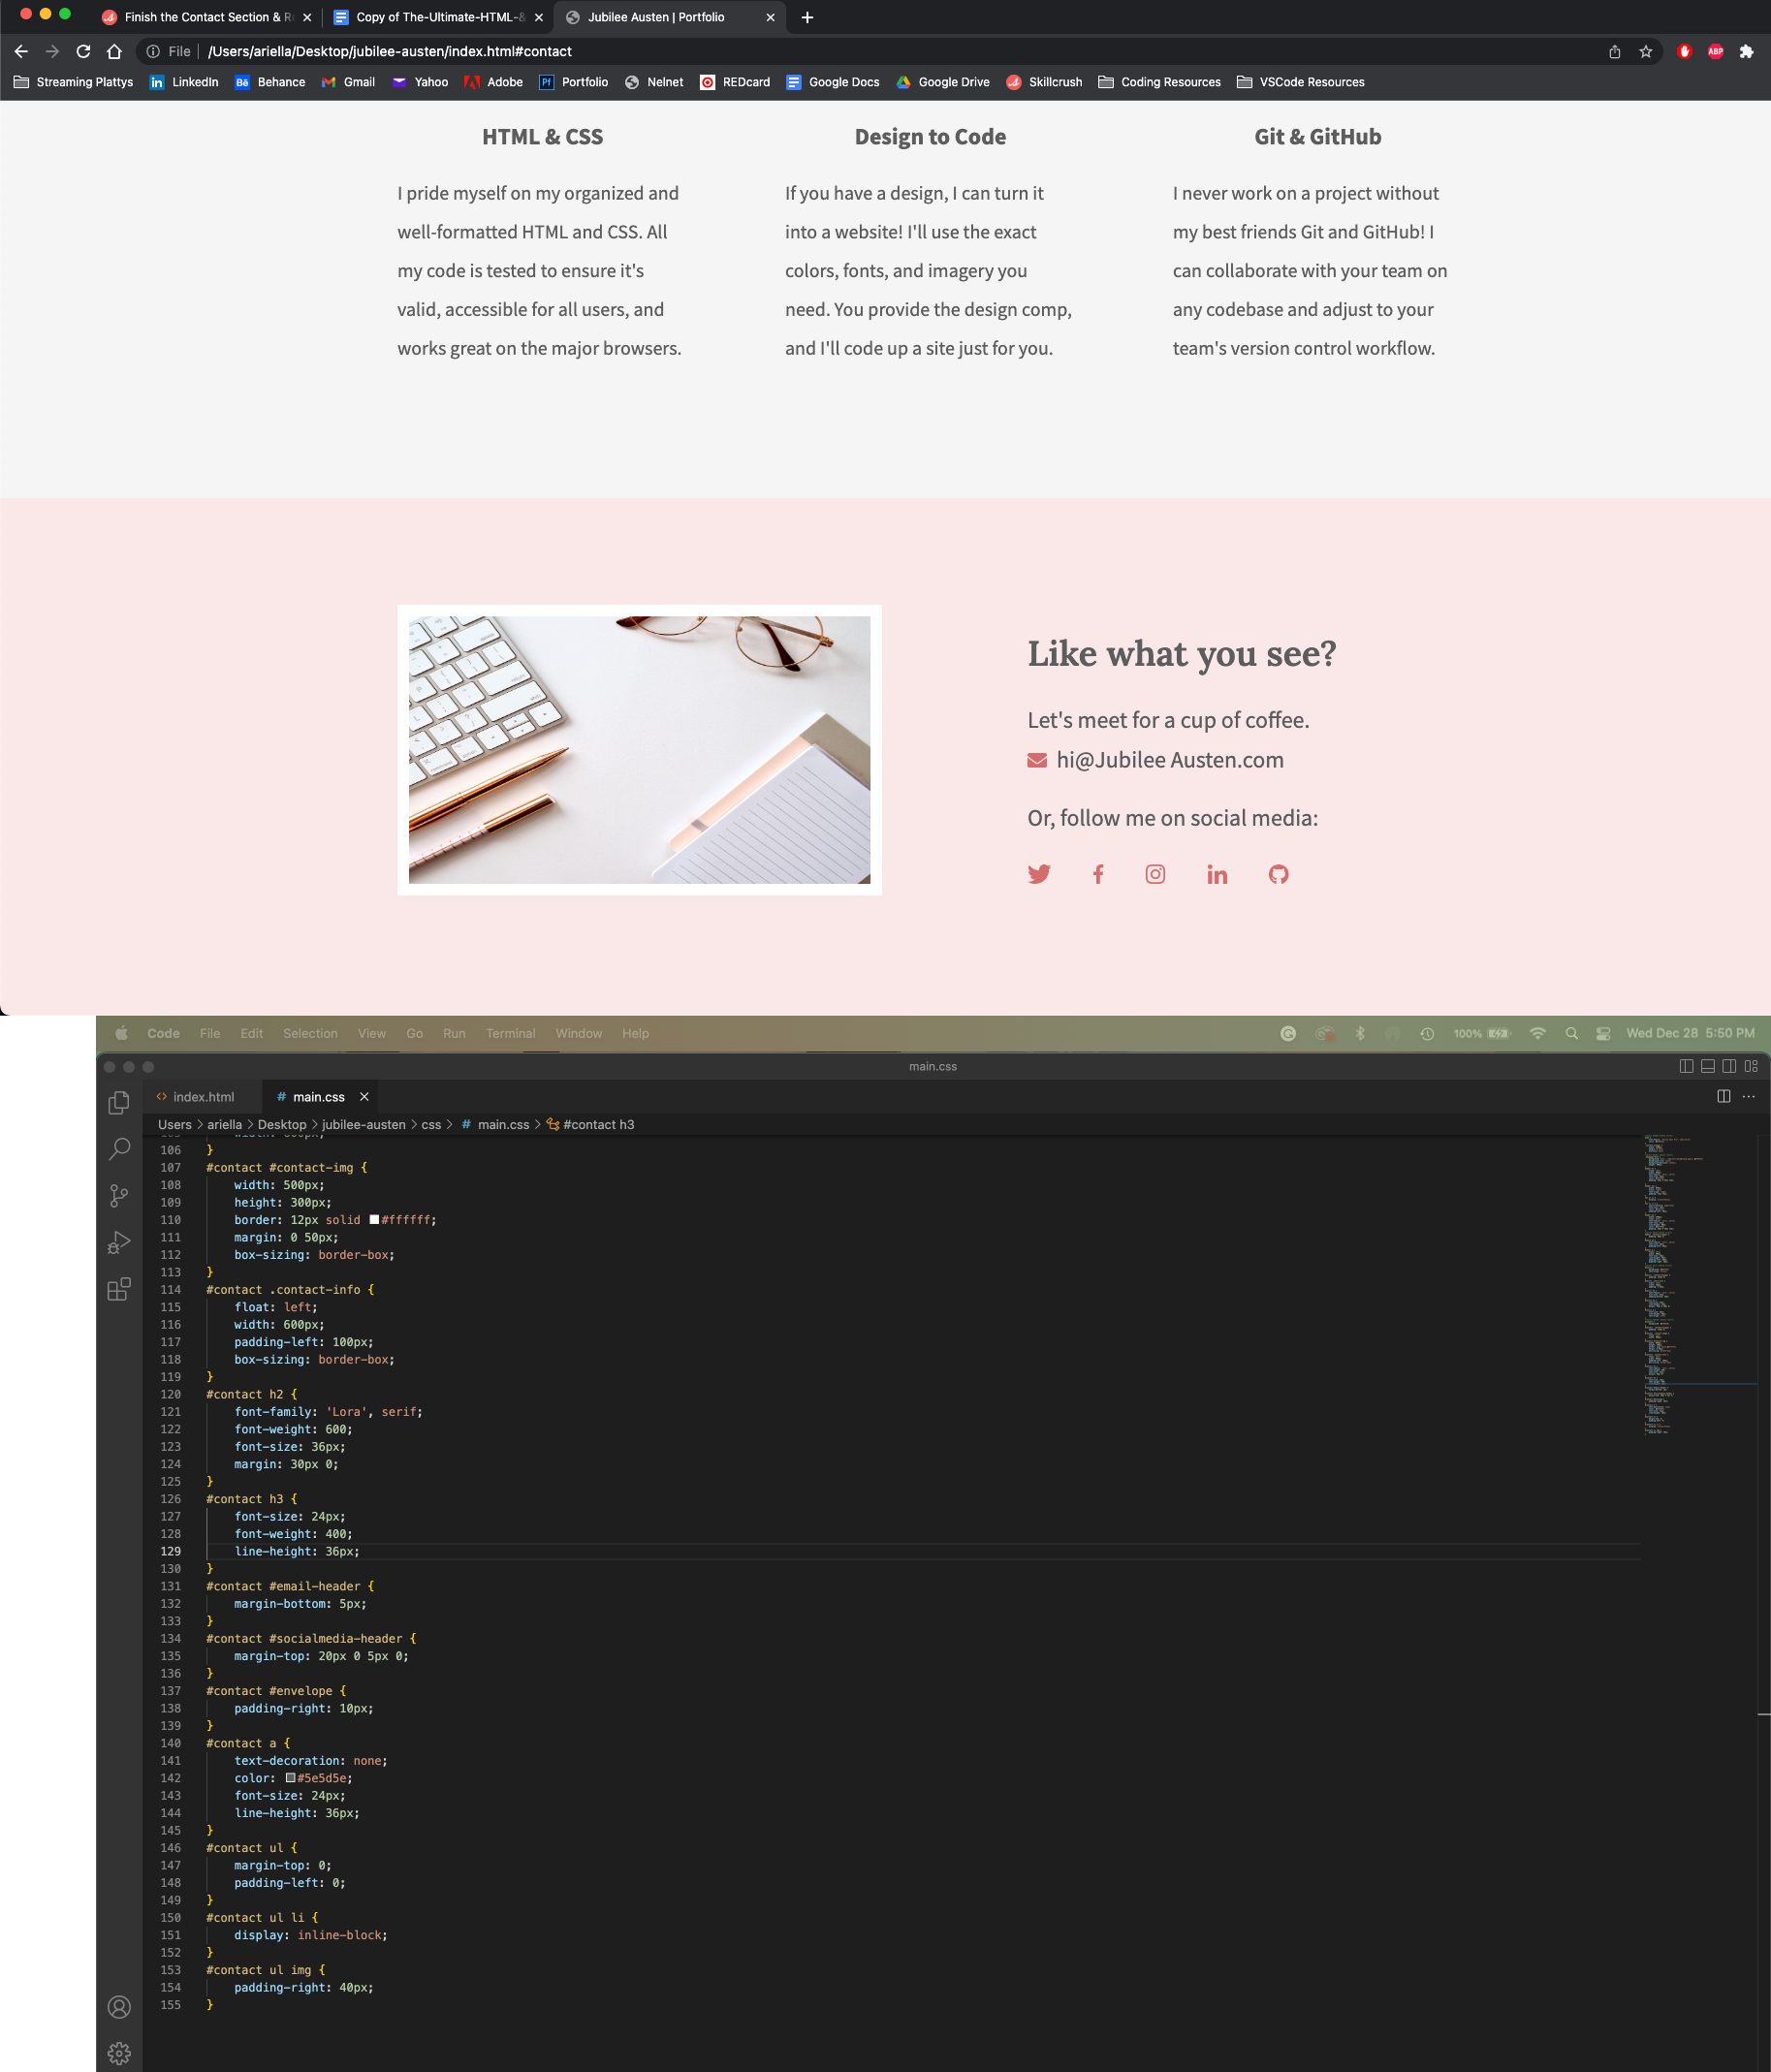 Finish the Contact Section & R
Copy of The-Ultimate-HTML-&
Jubilee Austen | Portfolio
File | /Users/ariella/Desktop/jubilee-austen/index.html#contact
ABP
Streaming Plattys LinkedIn Behance Gmail Yahoo Adobe Portfolio Nelnet REDcard Google Docs Google Drive Skillcrush Coding Resources VSCode Resources
HTML & CSS
I pride myself on my organized and
well-formatted HTML and CSS. All
my code is tested to ensure it's
valid, accessible for all users, and
works great on the major browsers.
Design to Code
If you have a design, I can turn it
into a website! I'll use the exact
colors, fonts, and imagery you
need. You provide the design comp,
and I'll code up a site just for you.
Git & GitHub
I never work on a project without
my best friends Git and GitHub! I
can collaborate with your team on
any codebase and adjust to your
team's version control workflow.
Like what you see?
Let's meet for a cup of coffee.
hi@Jubilee Austen.com
Or, follow me on social media:
Code File Edit Selection View Go Run Terminal Window Help 100% Wed Dec 28 5:50 PM
main.css
index.html
# main.css
Users > ariella > Desktop > jubilee-austen > css > # main.css > #contact h3
106 }
107 #contact #contact-img {
108 width: 500px;
109 height: 300px;
110 border: 12px solid #ffffff;
111 margin: 0 50px;
112 box-sizing: border-box;
113 }
114 #contact .contact-info {
115 float: left;
116 width: 600px;
117 padding-left: 100px;
118 box-sizing: border-box;
119 }
120 #contact h2 {
121 font-family: 'Lora', serif;
122 font-weight: 600;
123 font-size: 36px;
124 margin: 30px 0;
125 }
126 #contact h3 {
127 font-size: 24px;
128 font-weight: 400;
129 line-height: 36px;
130 }
131 #contact #email-header {
132 margin-bottom: 5px;
133 }
134 #contact #socialmedia-header {
135 margin-top: 20px 0 5px 0;
136 }
137 #contact #envelope {
138 padding-right: 10px;
139 }
140 #contact a {
141 text-decoration: none;
142 color: #5e5d5e;
143 font-size: 24px;
144 line-height: 36px;
145 }
146 #contact ul {
147 margin-top: 0;
148 padding-left: 0;
149 }
150 #contact ul li {
151 display: inline-block;
152 }
153 #contact ul img {
154 padding-right: 40px;
155 }